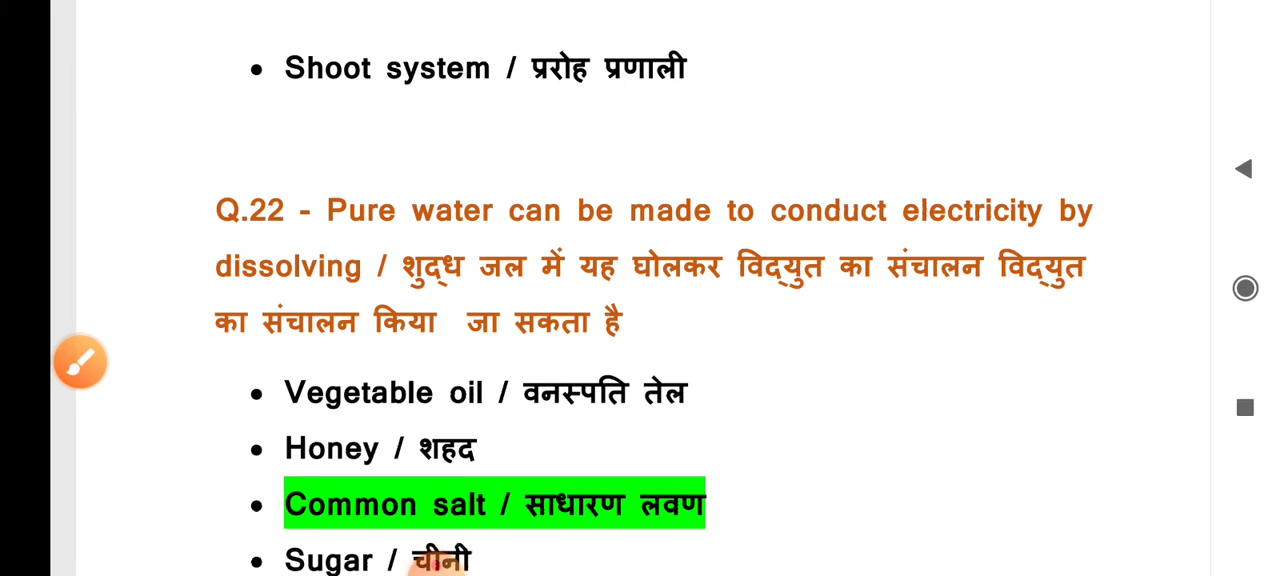 • Shoot system / प्ररोह प्रणाली
Q.22 - Pure water can be made to conduct electricity by
dissolving / शुद्ध जल में यह घोलकर विद्युत का संचालन विद्युत
का संचालन किया जा सकता है
• Vegetable oil / वनस्पति तेल
• Honey / शहद
• Common salt / साधारण लवण
• Sugar / चीनी